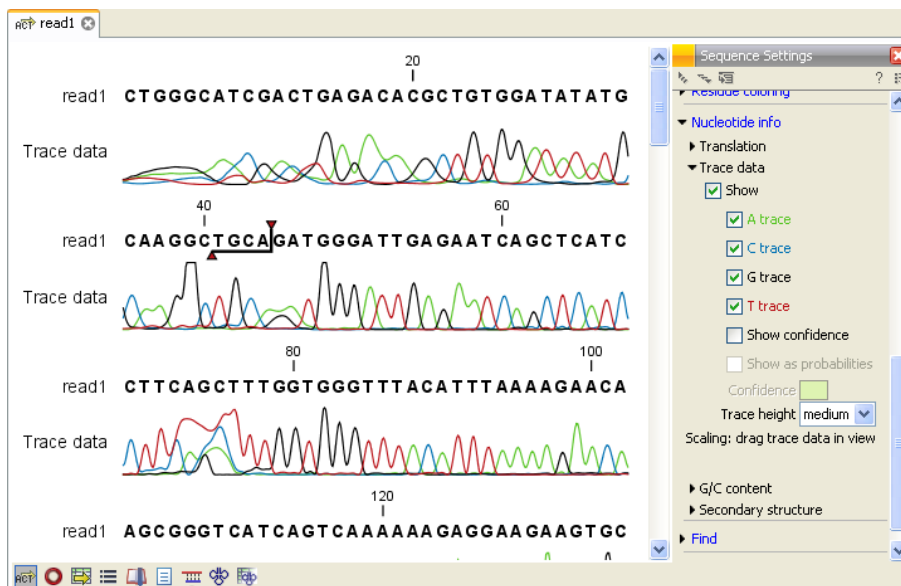 ACT read1
20
read1 CTGGGCATCGACTGAGACACGCTGTGGATATATG
Trace data
40 60
read1 CAAGGCTGCAGATGGGATTGAGAATCAGCTCATC
Trace data
80 100
read1 CTTCAGCTTTGGTGGGTTTACATTTAAAAGAACA
Trace data
120
read1 AGCGGGTCATCAGTCAAAAAAGAGGAAGAAGTGC
ACT
Sequence Settings
?
Residue coloring
Nucleotide info
Translation
Trace data
Show
A trace
C trace
G trace
T trace
Show confidence
Show as probabilities
Confidence
Trace height medium
Scaling: drag trace data in view
G/C content
Secondary structure
Find